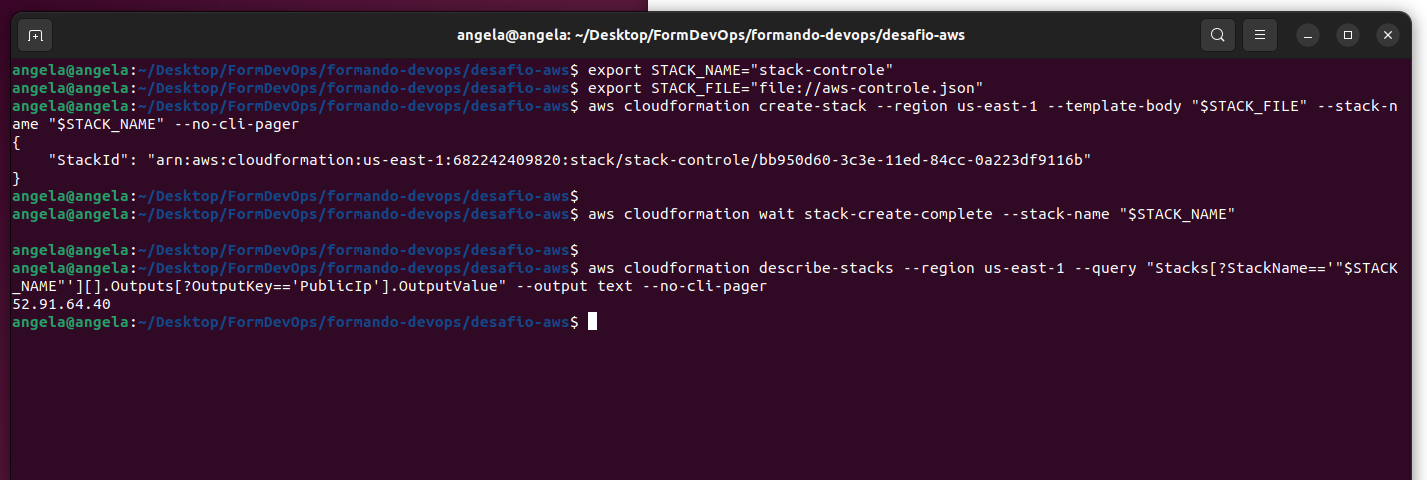 angela@angela: ~/Desktop/FormDevOps/formando-devops/desafio-aws
angela@angela:~/Desktop/FormDevOps/formando-devops/desafio-aws$ export STACK_NAME="stack-controle"
angela@angela:~/Desktop/FormDevOps/formando-devops/desafio-aws$ export STACK_FILE="file://aws-controle.json"
angela@angela:~/Desktop/FormDevOps/formando-devops/desafio-aws$ aws cloudformation create-stack --region us-east-1 --template-body "$STACK_FILE" --stack-n
ame "$STACK_NAME" --no-cli-pager
{
    "StackId": "arn:aws:cloudformation:us-east-1:682242409820:stack/stack-controle/bb950d60-3c3e-11ed-84cc-0a223df9116b"
}
angela@angela:~/Desktop/FormDevOps/formando-devops/desafio-aws$
angela@angela:~/Desktop/FormDevOps/formando-devops/desafio-aws$ aws cloudformation wait stack-create-complete --stack-name "$STACK_NAME"
angela@angela:~/Desktop/FormDevOps/formando-devops/desafio-aws$
angela@angela:~/Desktop/FormDevOps/formando-devops/desafio-aws$ aws cloudformation describe-stacks --region us-east-1 --query "Stacks[?StackName=='"$STACK
_NAME"'][].Outputs[?OutputKey=='PublicIp'].OutputValue" --output text --no-cli-pager
52.91.64.40
angela@angela:~/Desktop/FormDevOps/formando-devops/desafio-aws$